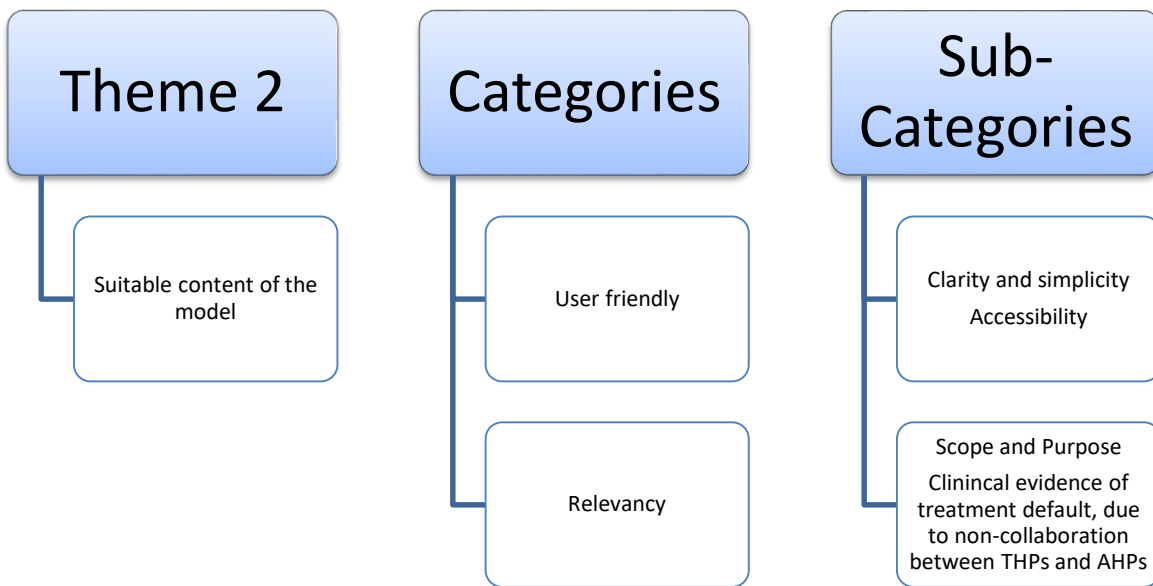 Theme 2
Suitable content of the
model
Categories
User friendly
Relevancy
Sub-
Categories
Clarity and simplicity
Accessibility
Scope and Purpose
Clinincal evidence of
treatment default, due
to non-collaboration
between THPs and AHPs